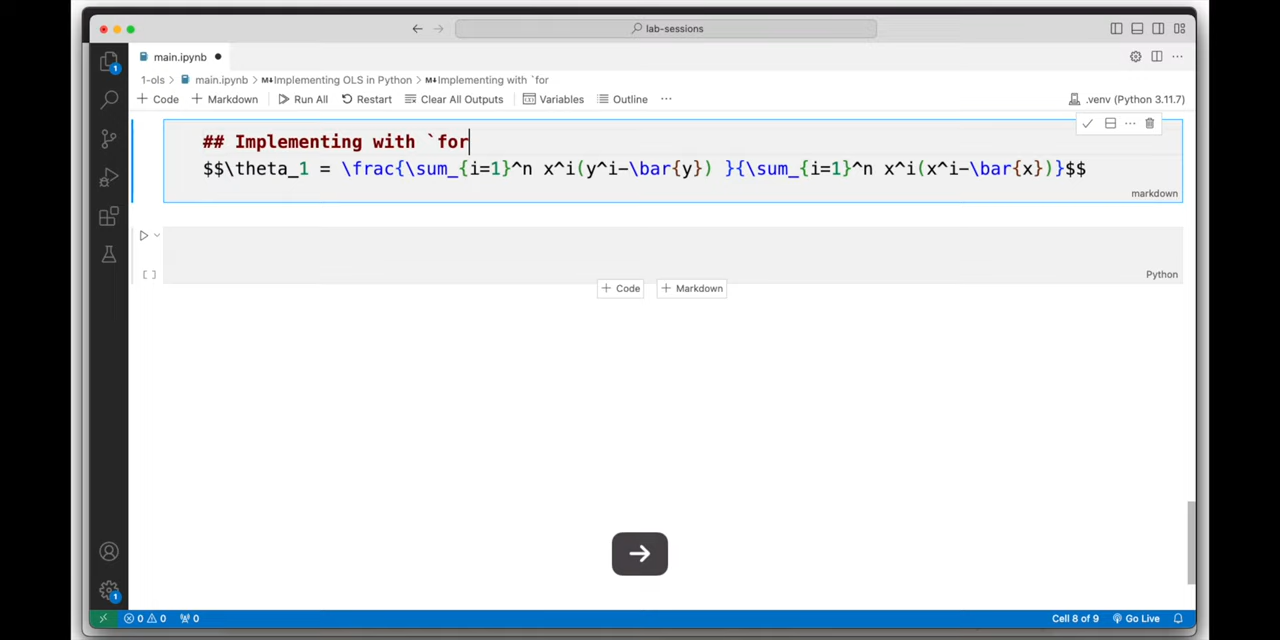 lab-sessions
main.ipynb
1-ols > main.ipynb > M↓Implementing OLS in Python > M↓Implementing with `for
+ Code + Markdown Run All Restart Clear All Outputs Variables Outline ... .venv (Python 3.11.7)
## Implementing with `for
$$\theta_1 = \frac{\sum_{i=1}^n x^i(y^i-\bar{y}) }{\sum_{i=1}^n x^i(x^i-\bar{x})}$$
markdown
[ ]
Python
+ Code + Markdown
1
1
0 0 0 Cell 8 of 9 Go Live